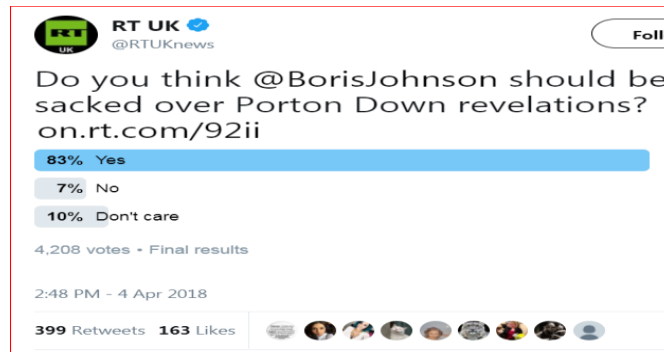 RT UK
@RTUKnews
RT
UK
Foll
Do you think @BorisJohnson should be
sacked over Porton Down revelations?
on.rt.com/92ii
83% Yes
7% No
10% Don't care
4,208 votes • Final results
2:48 PM - 4 Apr 2018
399 Retweets 163 Likes